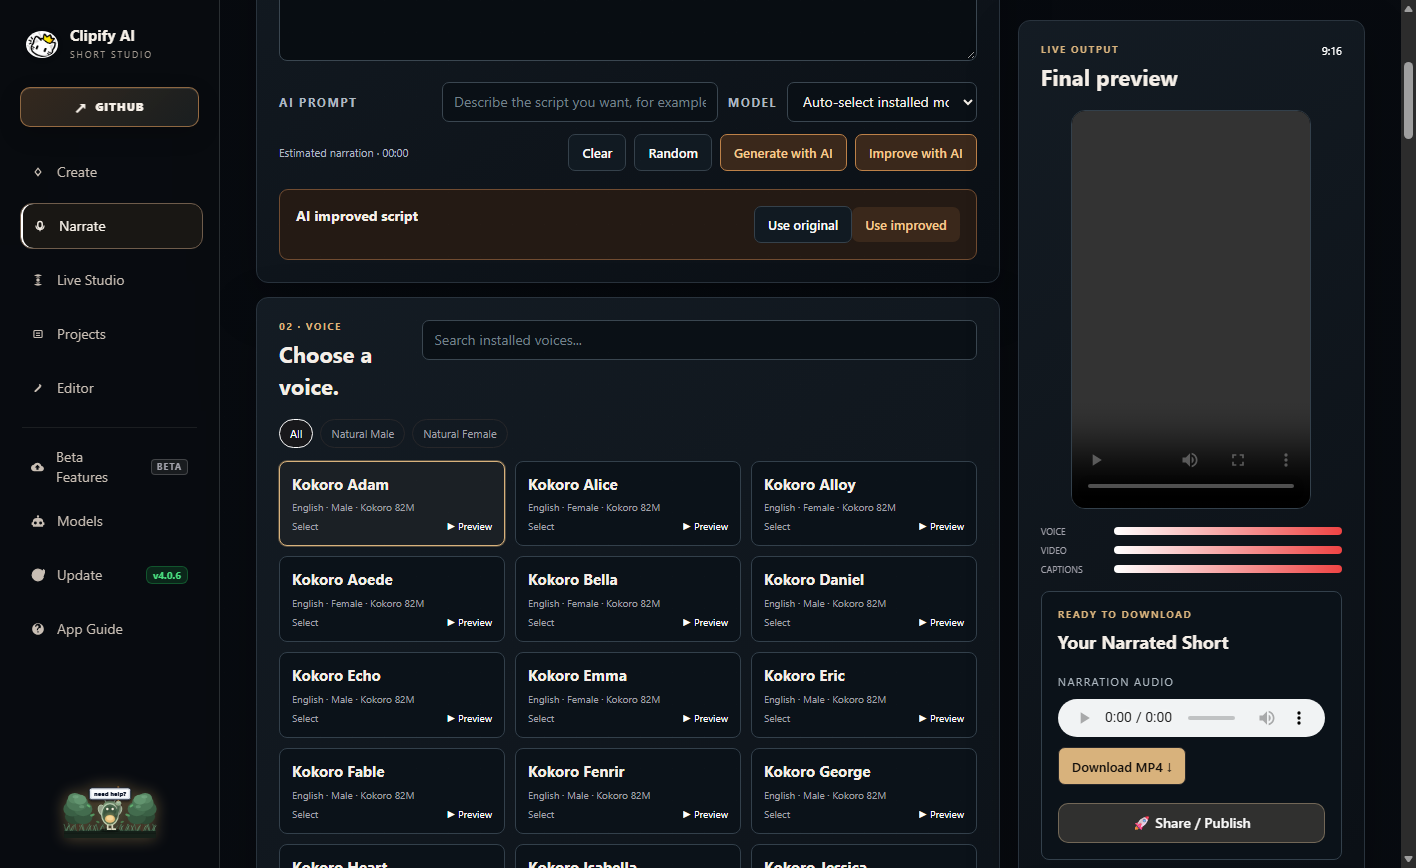 Clipify AI
SHORT STUDIO
↗ GITHUB
Create
Narrate
Live Studio
Projects
Editor
Beta
Features
BETA
Models
Update
v4.0.6
App Guide
need help?
AI PROMPT
Describe the script you want, for example
MODEL
Auto-select installed mc
Estimated narration · 00:00
Clear
Random
Generate with AI
Improve with AI
AI improved script
Use original
Use improved
02 · VOICE
Choose a
voice.
Search installed voices...
All
Natural Male
Natural Female
Kokoro Adam
English · Male · Kokoro 82M
Select
▶ Preview
Kokoro Alice
English · Female · Kokoro 82M
Select
▶ Preview
Kokoro Alloy
English · Female · Kokoro 82M
Select
▶ Preview
Kokoro Aoede
English · Female · Kokoro 82M
Select
▶ Preview
Kokoro Bella
English · Female · Kokoro 82M
Select
▶ Preview
Kokoro Daniel
English · Male · Kokoro 82M
Select
▶ Preview
Kokoro Echo
English · Male · Kokoro 82M
Select
▶ Preview
Kokoro Emma
English · Female · Kokoro 82M
Select
▶ Preview
Kokoro Eric
English · Male · Kokoro 82M
Select
▶ Preview
Kokoro Fable
English · Male · Kokoro 82M
Select
▶ Preview
Kokoro Fenrir
English · Male · Kokoro 82M
Select
▶ Preview
Kokoro George
English · Male · Kokoro 82M
Select
▶ Preview
Kokoro Heart
Kokoro Isabella
Kokoro Jessica
LIVE OUTPUT
9:16
Final preview
VOICE
VIDEO
CAPTIONS
READY TO DOWNLOAD
Your Narrated Short
NARRATION AUDIO
0:00 / 0:00
Download MP4 ↓
🚀 Share / Publish